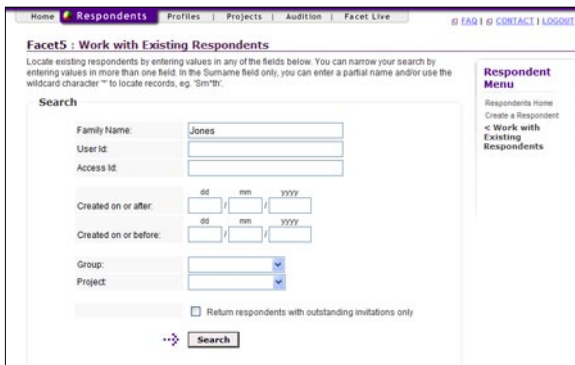 Home Respondents Profiles | Projects | Audition | Facet Live
FAQ | CONTACT | LOGOUT
Facet5 : Work with Existing Respondents
Locate existing respondents by entering values in any of the fields below. You can narrow your search by
entering values in more than one field. In the Surname field only, you can enter a partial name and/or use the
wildcard character '*' to locate records, eg. 'Sm*th'.
Respondent
Menu
Respondents Home
Create a Respondent
< Work with
Existing
Respondents
Search
Family Name: Jones
User Id:
Access Id:
dd mm yyyy
Created on or after: / /
dd mm yyyy
Created on or before: / /
Group:
Project:
Return respondents with outstanding invitations only
Search